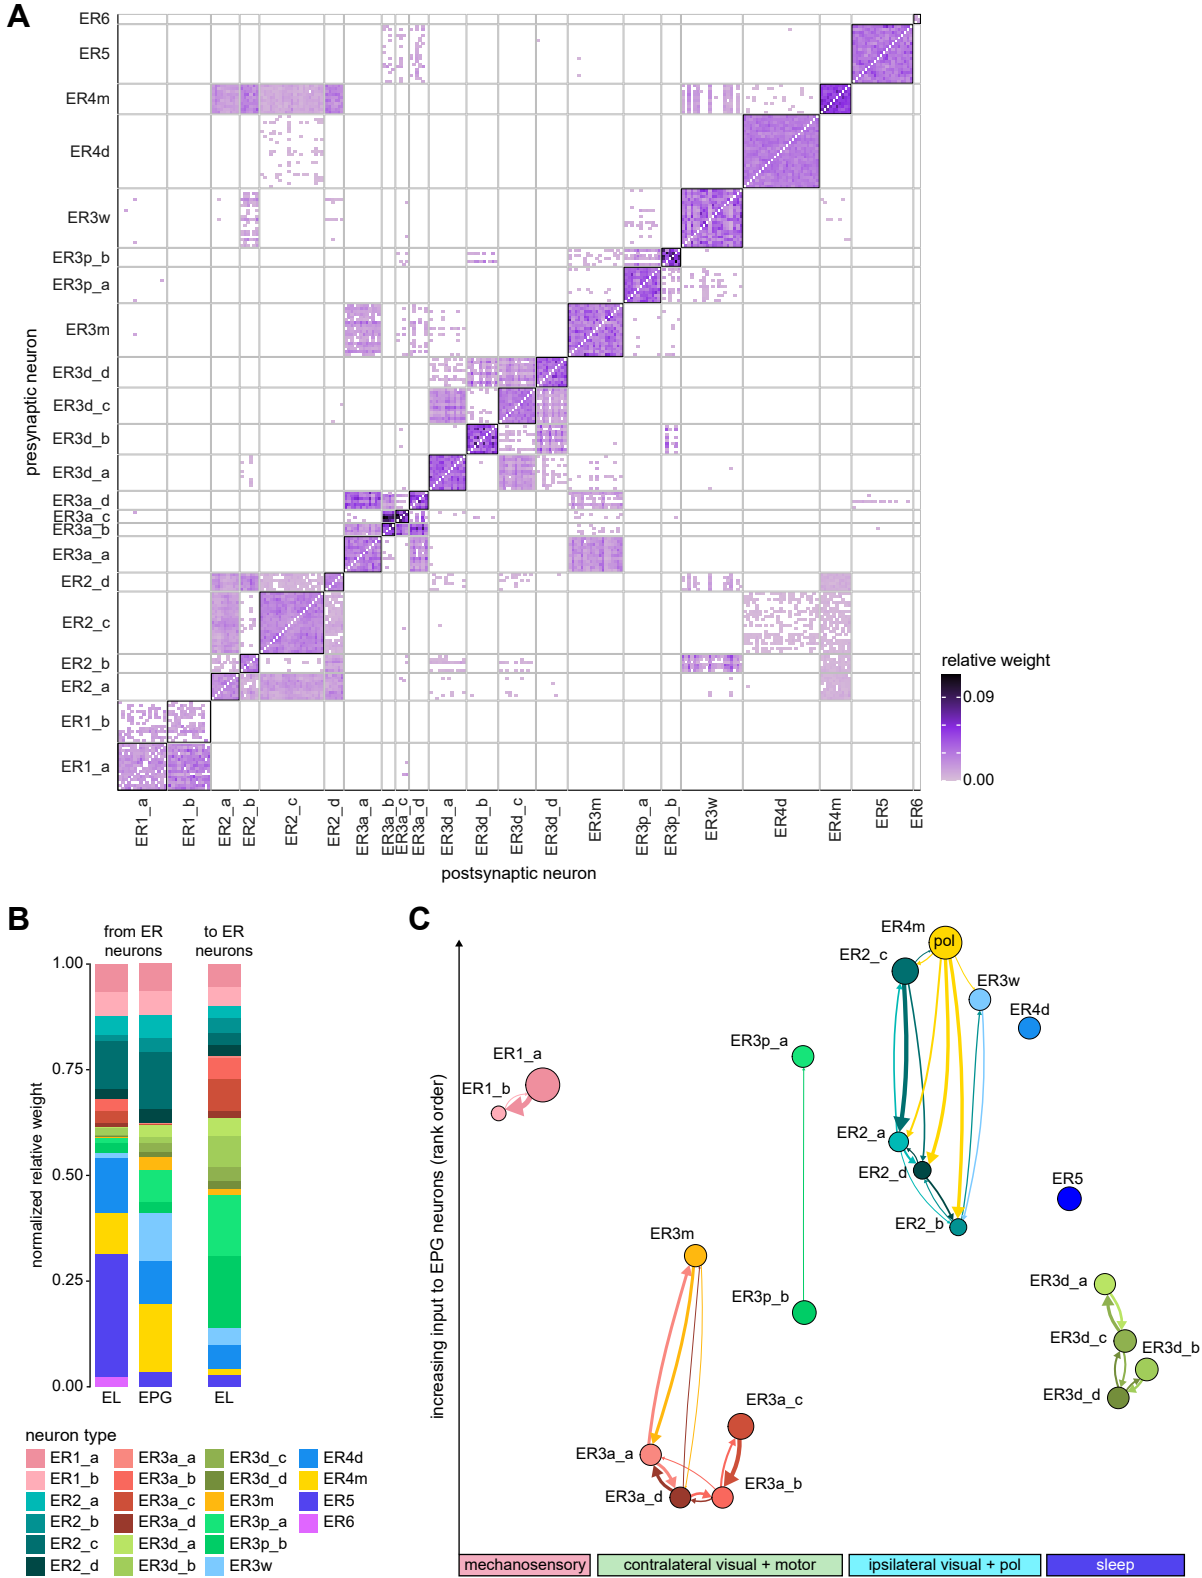 A
ER6
ER5
ER4m
ER4d
ER3w
ER3p_b
ER3p_a
ER3m
ER3d_d
ER3d_c
ER3d_b
ER3d_a
ER3a_d
ER3a_c
ER3a_b
ER3a_a
ER2_d
ER2_c
ER2_b
ER2_a
ER1_b
ER1_a
presynaptic neuron
ER1_a
ER1_b
ER2_a
ER2_b
ER2_c
ER2_d
ER3a_a
ER3a_b
ER3a_c
ER3a_d
ER3d_a
ER3d_b
ER3d_c
ER3d_d
ER3m
ER3p_a
ER3p_b
ER3w
ER4d
ER4m
ER5
ER6
postsynaptic neuron
relative weight
0.09
0.00
B
from ER neurons
to ER neurons
1.00
0.75
0.50
0.25
0.00
normalized relative weight
EL
EPG
EL
neuron type
ER1_a
ER1_b
ER2_a
ER2_b
ER2_c
ER2_d
ER3a_a
ER3a_b
ER3a_c
ER3a_d
ER3d_a
ER3d_b
ER3d_c
ER3d_d
ER3m
ER3p_a
ER3p_b
ER3w
ER4d
ER4m
ER5
ER6
C
increasing input to EPG neurons (rank order)
ER4m
pol
ER2_c
ER3w
ER4d
ER3p_a
ER1_a
ER1_b
ER2_a
ER2_d
ER5
ER2_b
ER3m
ER3d_a
ER3p_b
ER3d_c
ER3d_b
ER3d_d
ER3a_c
ER3a_a
ER3a_b
ER3a_d
mechanosensory
contralateral visual + motor
ipsilateral visual + pol
sleep